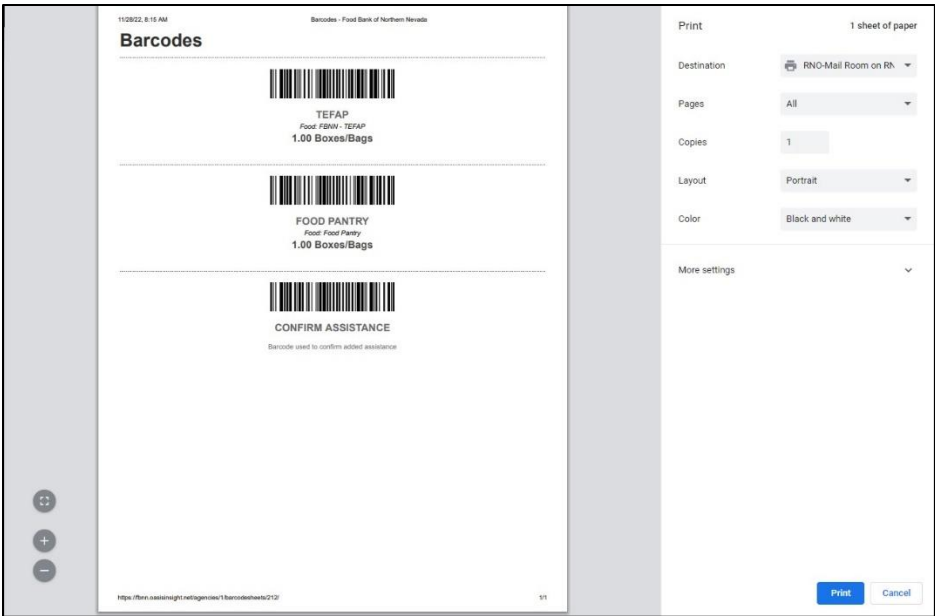 11/28/22, 8:15 AM
Barcodes - Food Bank of Northern Nevada
Barcodes
TEFAP
Food: FBNN - TEFAP
1.00 Boxes/Bags
FOOD PANTRY
Food: Food Pantry
1.00 Boxes/Bags
CONFIRM ASSISTANCE
Barcode used to confirm added assistance
https://fbnn.oasisinsight.net/agencies/1/barcodesheets/212/
1/1
Print
1 sheet of paper
Destination
RNO-Mail Room on RN
Pages
All
Copies
1
Layout
Portrait
Color
Black and white
More settings
Print
Cancel